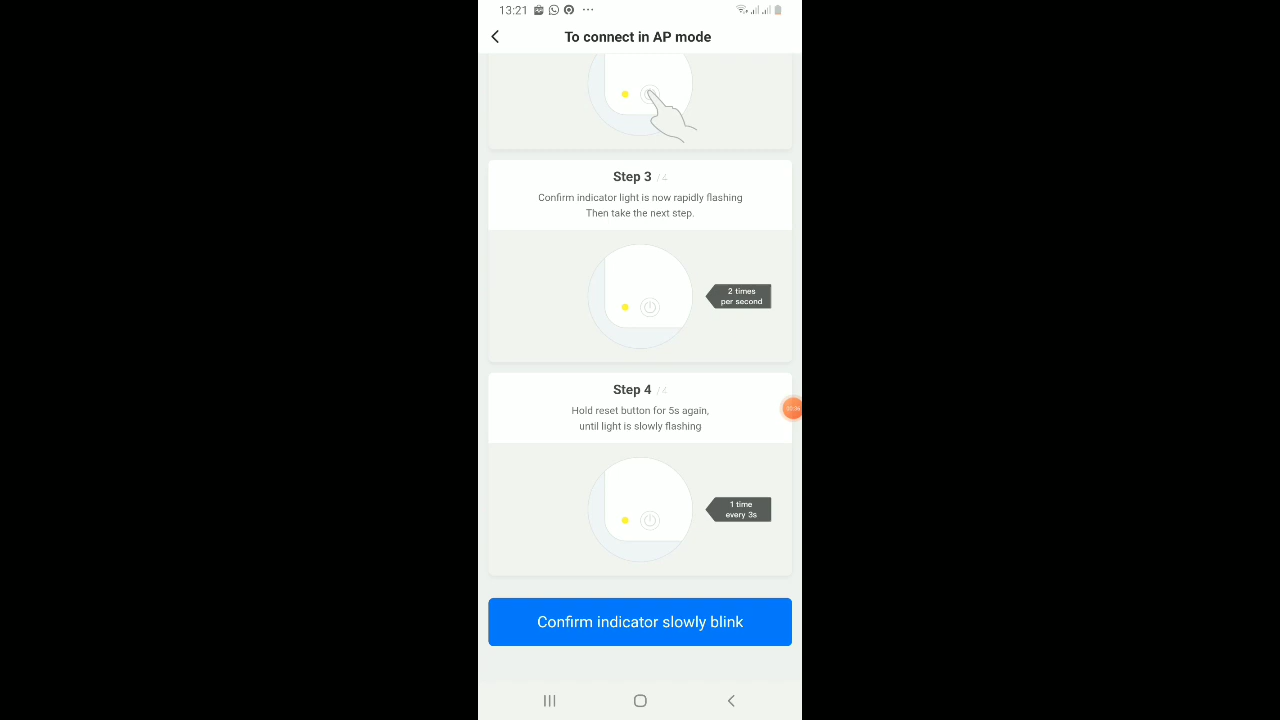 13:21
To connect in AP mode
Step 3 /4
Confirm indicator light is now rapidly flashing
Then take the next step.
2 times
per second
Step 4 /4
Hold reset button for 5s again,
until light is slowly flashing
1 time
every 3s
Confirm indicator slowly blink